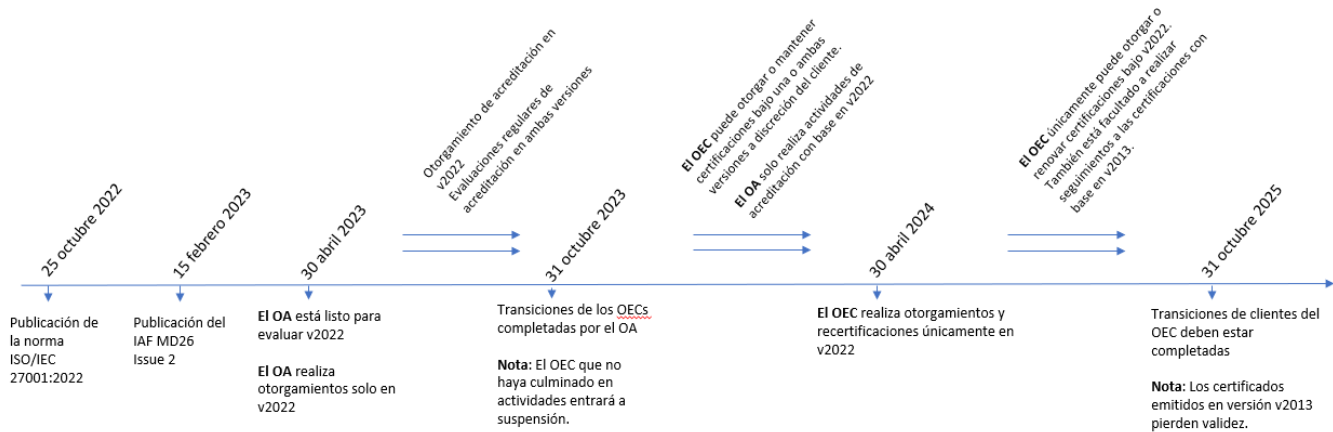 Otorgamiento de acreditación en
v2022
Evaluaciones regulares de
acreditación en ambas versiones
El OEC puede otorgar o mantener
certificaciones bajo una o ambas
versiones a discreción del cliente.
El OA solo realiza actividades de
acreditación con base en v2022
El OEC únicamente puede otorgar o
renovar certificaciones bajo v2022.
También está facultado a realizar
seguimientos a las certificaciones con
base en v2013.
25 octubre 2022
15 febrero 2023
30 abril 2023
31 octubre 2023
30 abril 2024
31 octubre 2025
Publicación de
la norma
ISO/IEC
27001:2022
Publicación del
IAF MD26
Issue 2
El OA está listo para
evaluar v2022
El OA realiza
otorgamientos solo en
v2022
Transiciones de los OECs
completadas por el OA
Nota: El OEC que no
haya culminado en
actividades entrará a
suspensión.
El OEC realiza otorgamientos y
recertificaciones únicamente en
v2022
Transiciones de clientes del
OEC deben estar
completadas
Nota: Los certificados
emitidos en versión v2013
pierden validez.